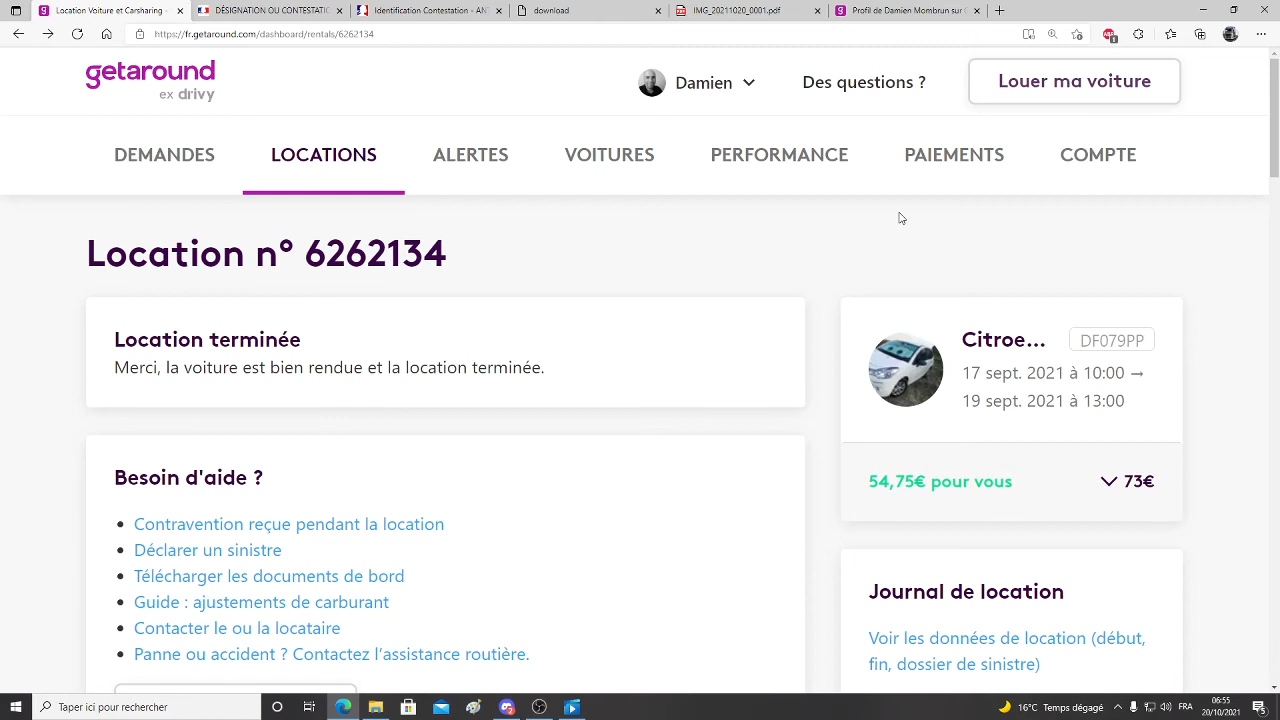 Location Voiture et Carsharing -
DÉSIGNATION OU CONTESTATIO
Identification Contestation - ANT
download
IMG_20211020_0001.pdf
Profil de Damien Mombrun sur
https://fr.getaround.com/dashboard/rentals/6262134
getaround
ex drivy
Damien
Des questions ?
Louer ma voiture
DEMANDES
LOCATIONS
ALERTES
VOITURES
PERFORMANCE
PAIEMENTS
COMPTE
Location n° 6262134
Location terminée
Merci, la voiture est bien rendue et la location terminée.
Citroe...
DF079PP
17 sept. 2021 à 10:00 →
19 sept. 2021 à 13:00
54,75€ pour vous
73€
Besoin d'aide ?
Contravention reçue pendant la location
Déclarer un sinistre
Télécharger les documents de bord
Guide : ajustements de carburant
Contacter le ou la locataire
Panne ou accident ? Contactez l'assistance routière.
Journal de location
Voir les données de location (début,
fin, dossier de sinistre)
Taper ici pour rechercher
16°C Temps dégagé
FRA
06:55
20/10/2021